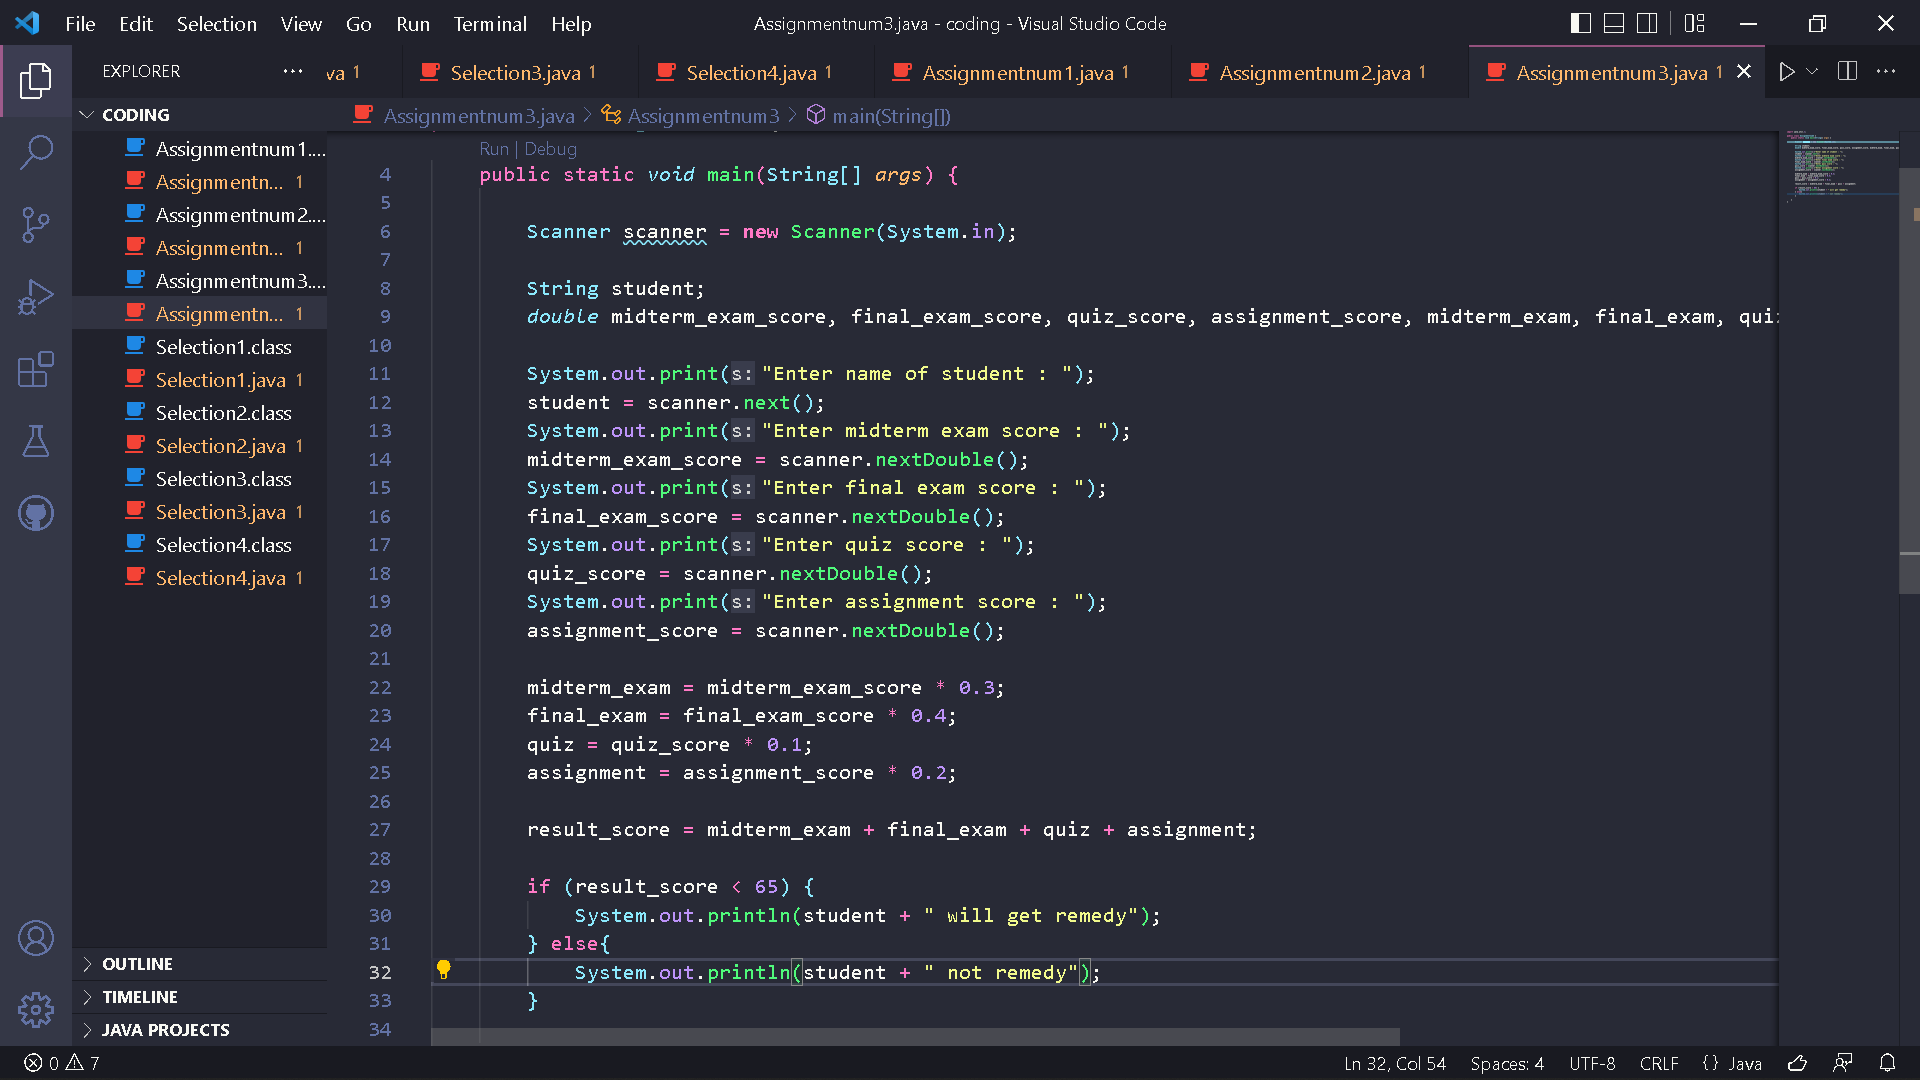 File Edit Selection View Go Run Terminal Help
Assignmentnum3.java - coding - Visual Studio Code
EXPLORER
va 1
Selection3.java 1
Selection4.java 1
Assignmentnum1.java 1
Assignmentnum2.java 1
Assignmentnum3.java 1
CODING
Assignmentnum1....
Assignmentn... 1
Assignmentnum2....
Assignmentn... 1
Assignmentnum3....
Assignmentn... 1
Selection1.class
Selection1.java 1
Selection2.class
Selection2.java 1
Selection3.class
Selection3.java 1
Selection4.class
Selection4.java 1
OUTLINE
TIMELINE
JAVA PROJECTS
Assignmentnum3.java > Assignmentnum3 > main(String[])
Run | Debug
4 public static void main(String[] args) {
5
6 Scanner scanner = new Scanner(System.in);
7
8 String student;
9 double midterm_exam_score, final_exam_score, quiz_score, assignment_score, midterm_exam, final_exam, qui
10
11 System.out.print(s: "Enter name of student : ");
12 student = scanner.next();
13 System.out.print(s: "Enter midterm exam score : ");
14 midterm_exam_score = scanner.nextDouble();
15 System.out.print(s: "Enter final exam score : ");
16 final_exam_score = scanner.nextDouble();
17 System.out.print(s: "Enter quiz score : ");
18 quiz_score = scanner.nextDouble();
19 System.out.print(s: "Enter assignment score : ");
20 assignment_score = scanner.nextDouble();
21
22 midterm_exam = midterm_exam_score * 0.3;
23 final_exam = final_exam_score * 0.4;
24 quiz = quiz_score * 0.1;
25 assignment = assignment_score * 0.2;
26
27 result_score = midterm_exam + final_exam + quiz + assignment;
28
29 if (result_score < 65) {
30 System.out.println(student + " will get remedy");
31 } else{
32 System.out.println(student + " not remedy");
33 }
34
0 7
Ln 32, Col 54
Spaces: 4
UTF-8
CRLF
{} Java